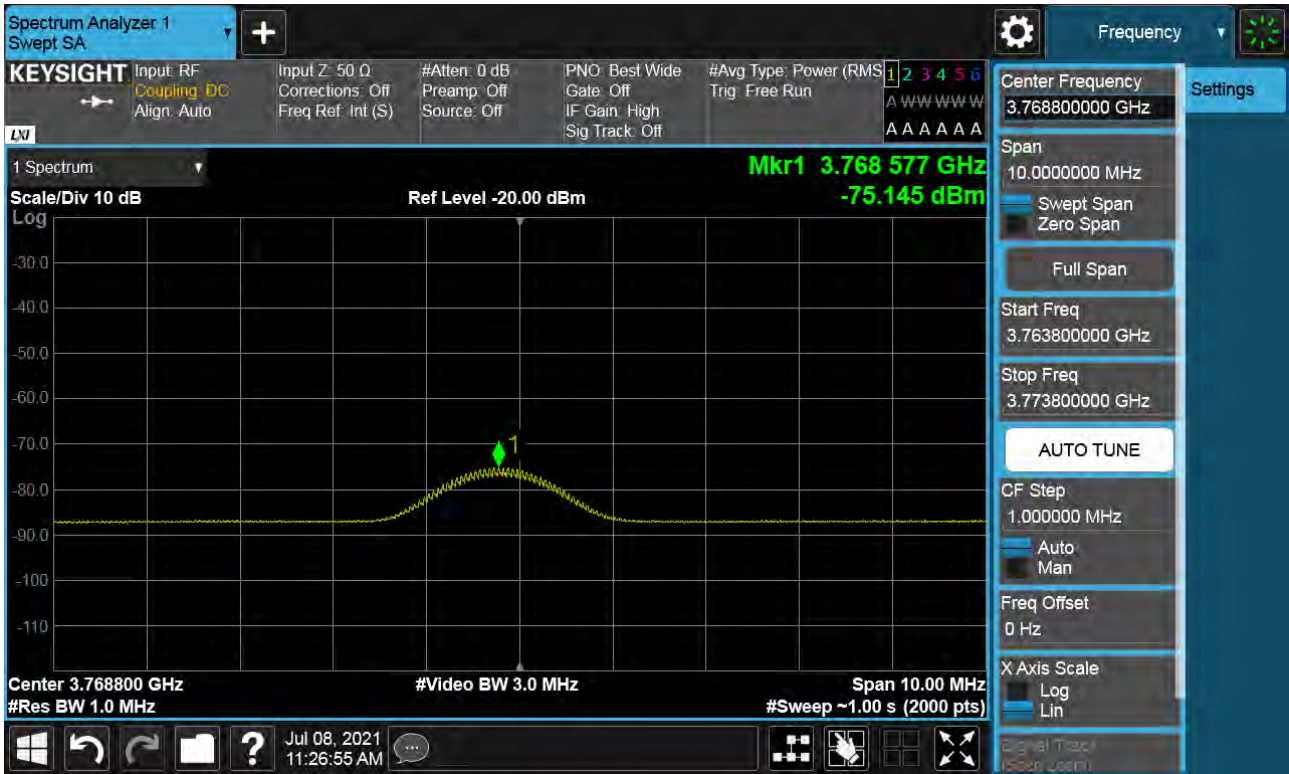 Spectrum Analyzer 1
Swept SA
+
Frequency
KEYSIGHT
LXI
Input: RF
Coupling: DC
Align: Auto
Input Z: 50 Ω
Corrections: Off
Freq Ref: Int (S)
#Atten: 0 dB
Preamp: Off
Source: Off
PNO: Best Wide
Gate: Off
IF Gain: High
Sig Track: Off
#Avg Type: Power (RMS
Trig: Free Run
1 2 3 4 5 6
A W W W W W
A A A A A A
1 Spectrum
Scale/Div 10 dB
Log
Ref Level -20.00 dBm
Mkr1 3.768 577 GHz
-75.145 dBm
-30.0
-40.0
-50.0
-60.0
-70.0
-80.0
-90.0
-100
-110
1
Center 3.768800 GHz
#Res BW 1.0 MHz
#Video BW 3.0 MHz
Span 10.00 MHz
#Sweep ~1.00 s (2000 pts)
Center Frequency
3.768800000 GHz
Span
10.0000000 MHz
Swept Span
Zero Span
Full Span
Start Freq
3.763800000 GHz
Stop Freq
3.773800000 GHz
AUTO TUNE
CF Step
1.000000 MHz
Auto
Man
Freq Offset
0 Hz
X Axis Scale
Log
Lin
Settings
?
Jul 08, 2021
11:26:55 AM